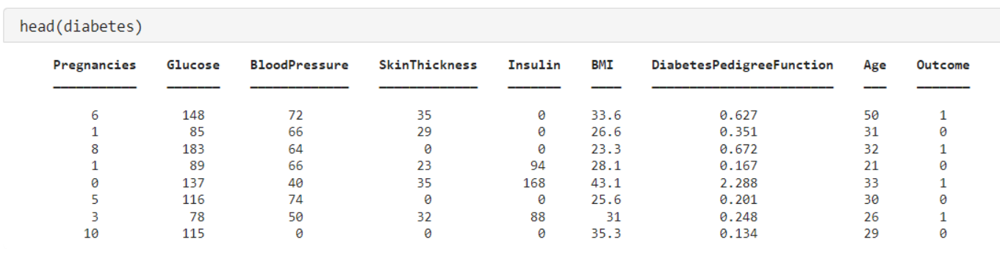 head(diabetes)
Pregnancies Glucose BloodPressure SkinThickness Insulin BMI DiabetesPedigreeFunction Age Outcome
6 148 72 35 0 33.6 0.627 50 1
1 85 66 29 0 26.6 0.351 31 0
8 183 64 0 0 23.3 0.672 32 1
1 89 66 23 94 28.1 0.167 21 0
0 137 40 35 168 43.1 2.288 33 1
5 116 74 0 0 25.6 0.201 30 0
3 78 50 32 88 31 0.248 26 1
10 115 0 0 0 35.3 0.134 29 0